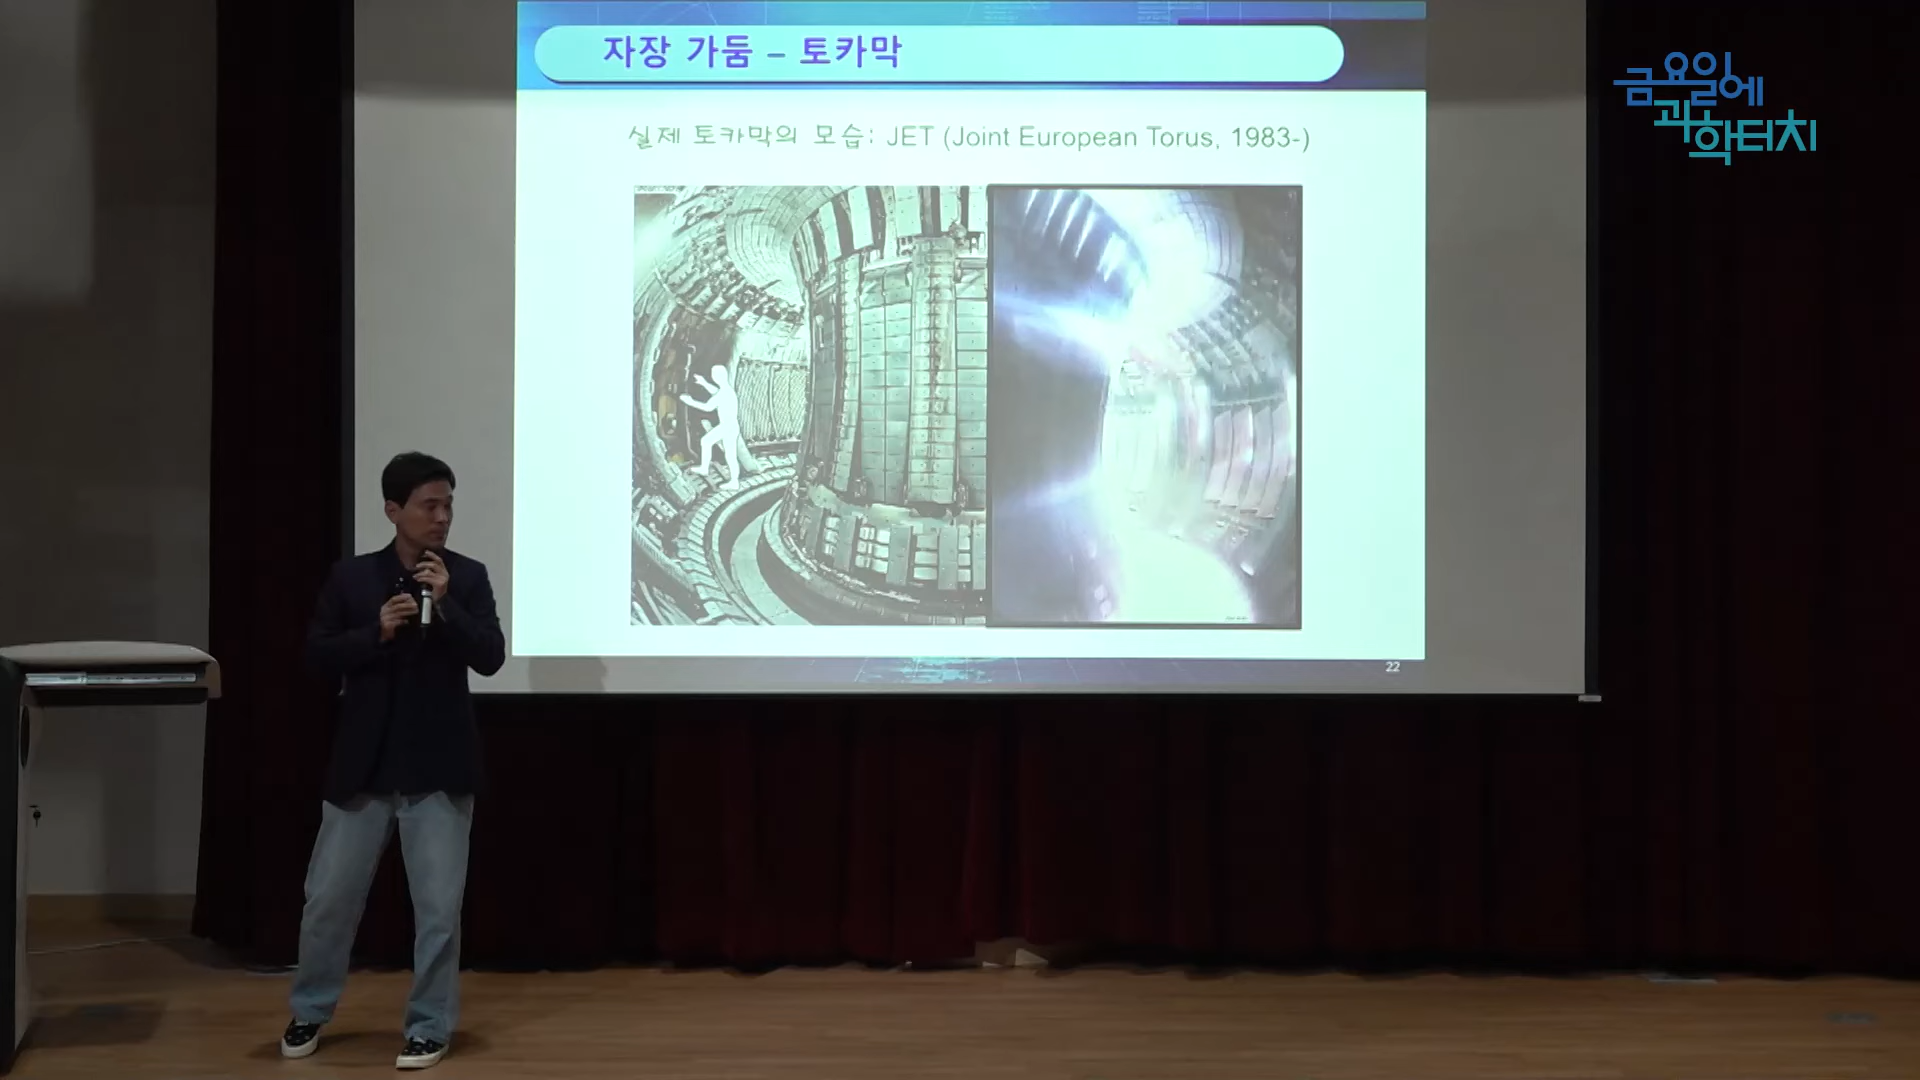 자장 가둠 – 토카막
금요일에
과학터치
실제 토카막의 모습: JET (Joint European Torus, 1983-)
22